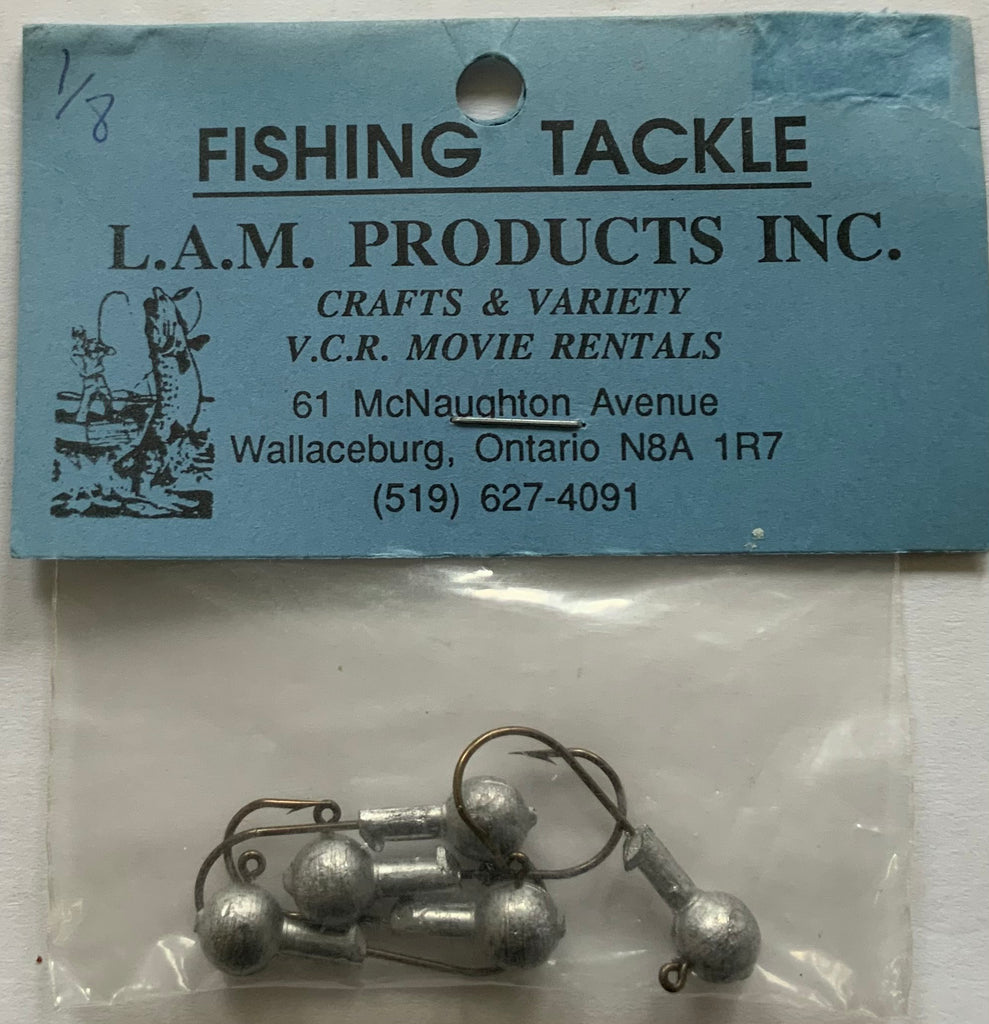 1/8
FISHING TACKLE
L.A.M. PRODUCTS INC.
CRAFTS & VARIETY
V.C.R. MOVIE RENTALS
61 McNaughton Avenue
Wallaceburg, Ontario N8A 1R7
(519) 627-4091